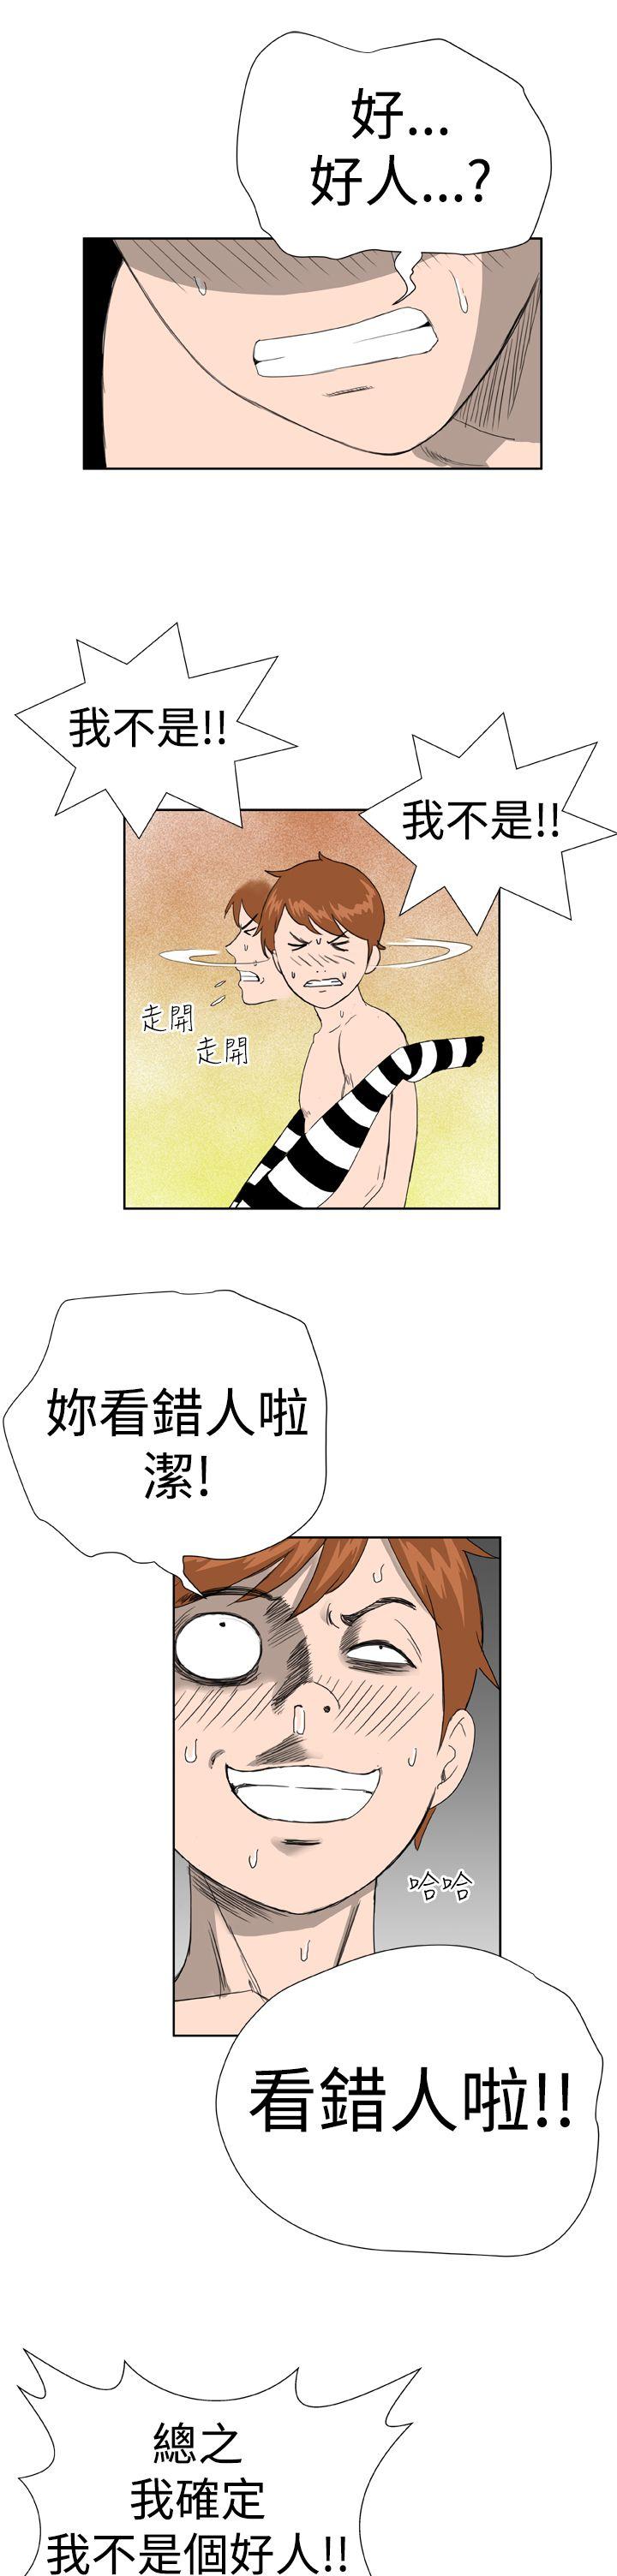 好...
好人...?
我不是!!
我不是!!
走開
走開
妳看錯人啦
潔!
哈哈
看錯人啦!!
總之
我確定
我不是個好人!!